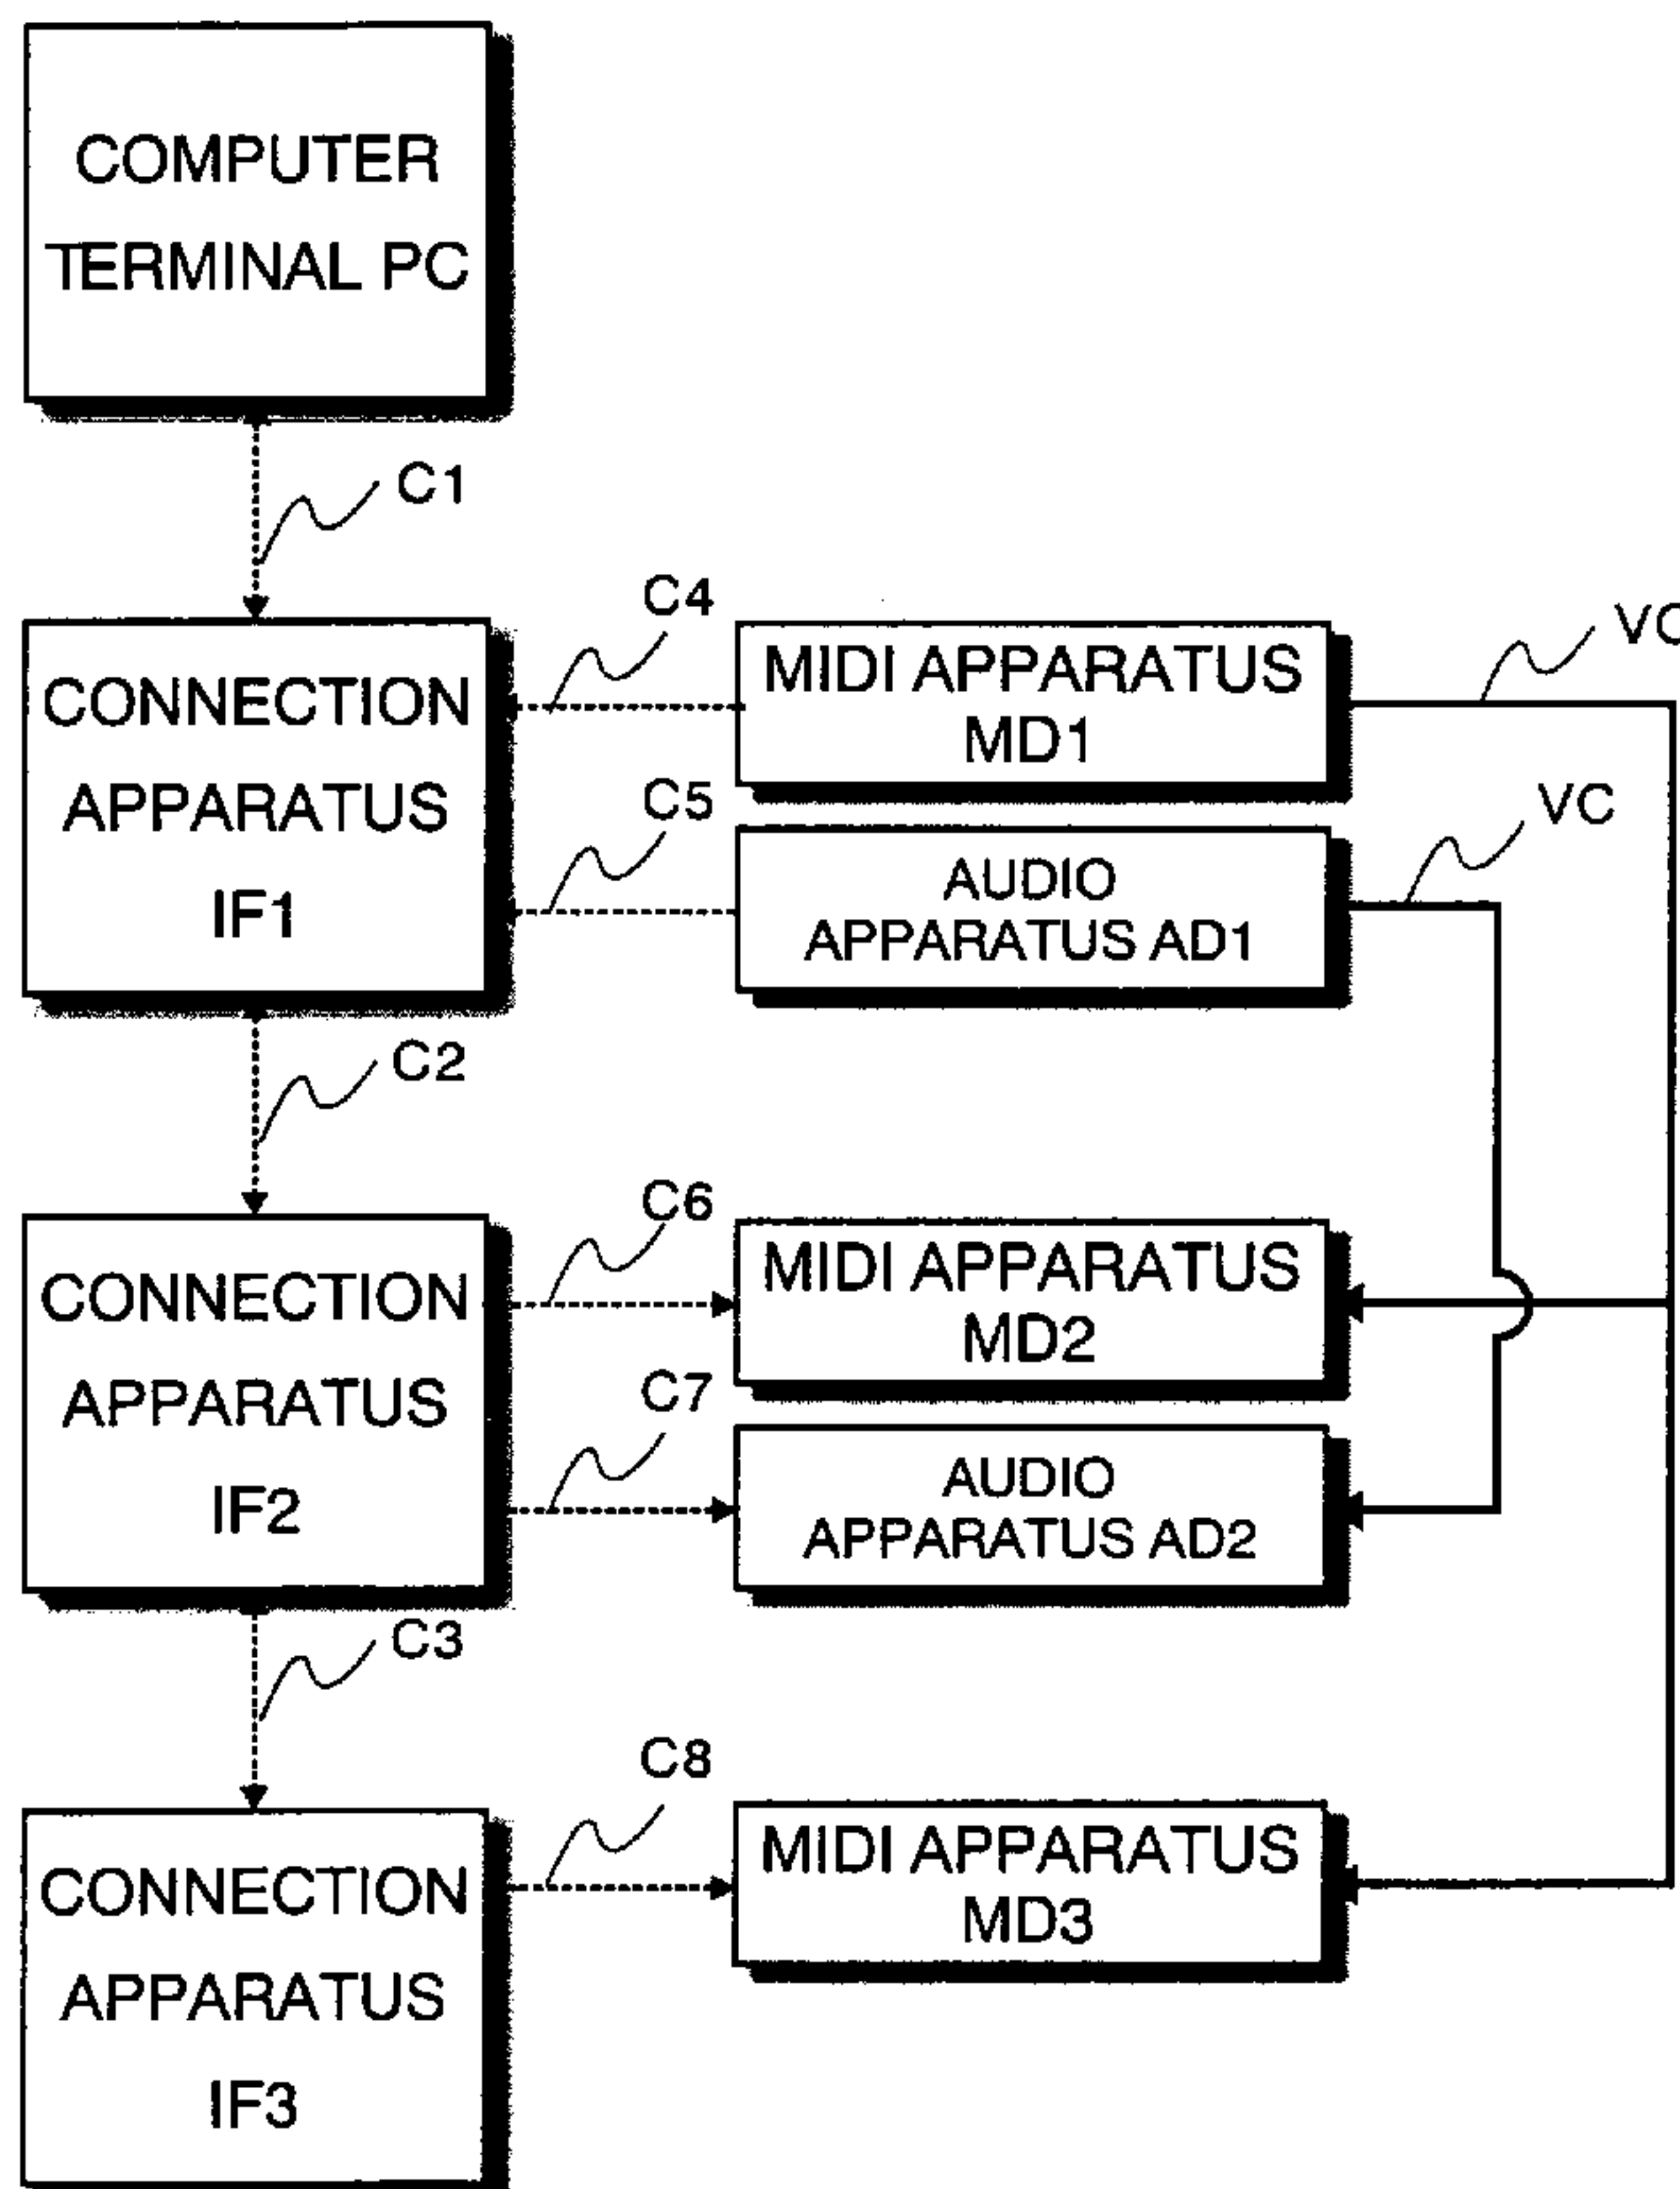 COMPUTER
TERMINAL PC
C1
C4
VC
CONNECTION
APPARATUS
IF1
MIDI APPARATUS
MD1
C5
VC
AUDIO
APPARATUS AD1
C2
C6
CONNECTION
APPARATUS
IF2
MIDI APPARATUS
MD2
C7
AUDIO
APPARATUS AD2
C3
C8
CONNECTION
APPARATUS
IF3
MIDI APPARATUS
MD3